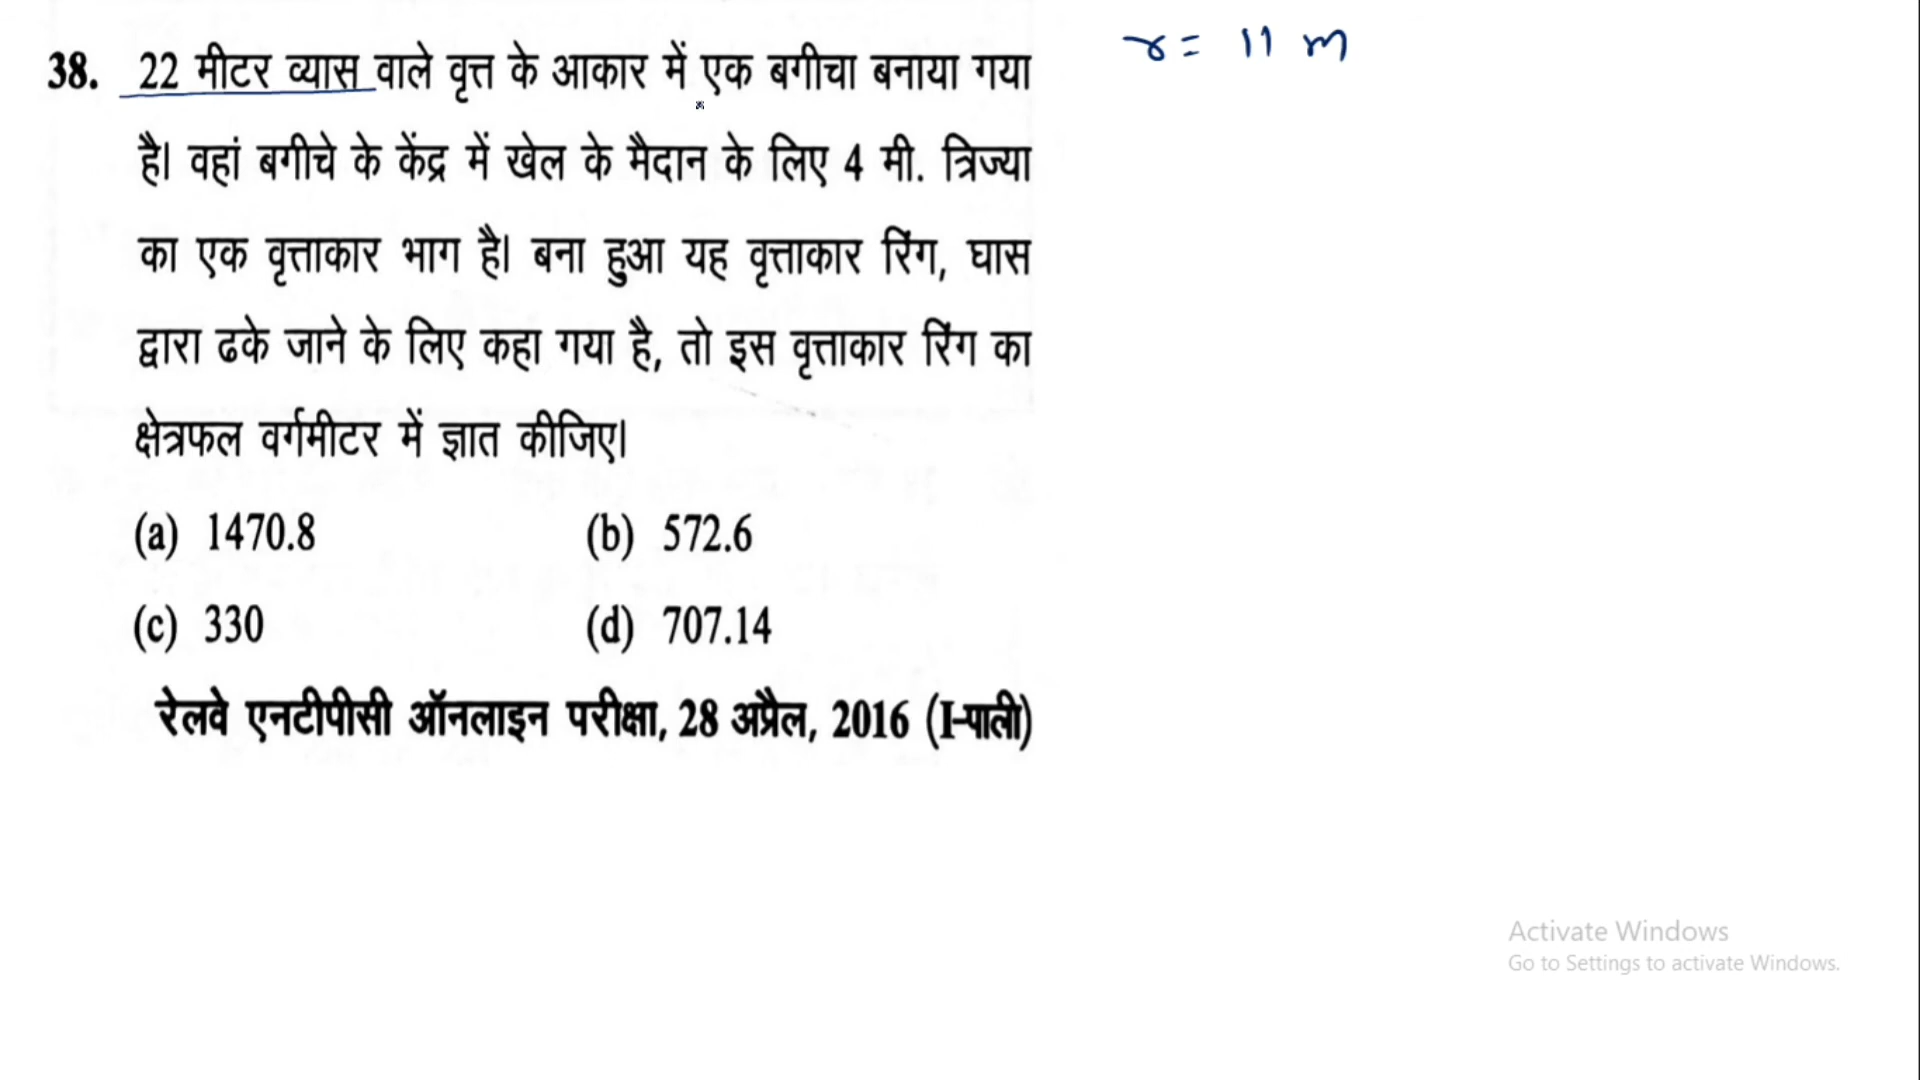 38. 22 मीटर व्यास वाले वृत्त के आकार में एक बगीचा बनाया गया
है। वहां बगीचे के केंद्र में खेल के मैदान के लिए 4 मी. त्रिज्या
का एक वृत्ताकार भाग है। बना हुआ यह वृत्ताकार रिंग, घास
द्वारा ढके जाने के लिए कहा गया है, तो इस वृत्ताकार रिंग का
क्षेत्रफल वर्गमीटर में ज्ञात कीजिए।
(a) 1470.8 (b) 572.6
(c) 330 (d) 707.14
रेलवे एनटीपीसी ऑनलाइन परीक्षा, 28 अप्रैल, 2016 (I-पाली)
r = 11 m
Activate Windows
Go to Settings to activate Windows.